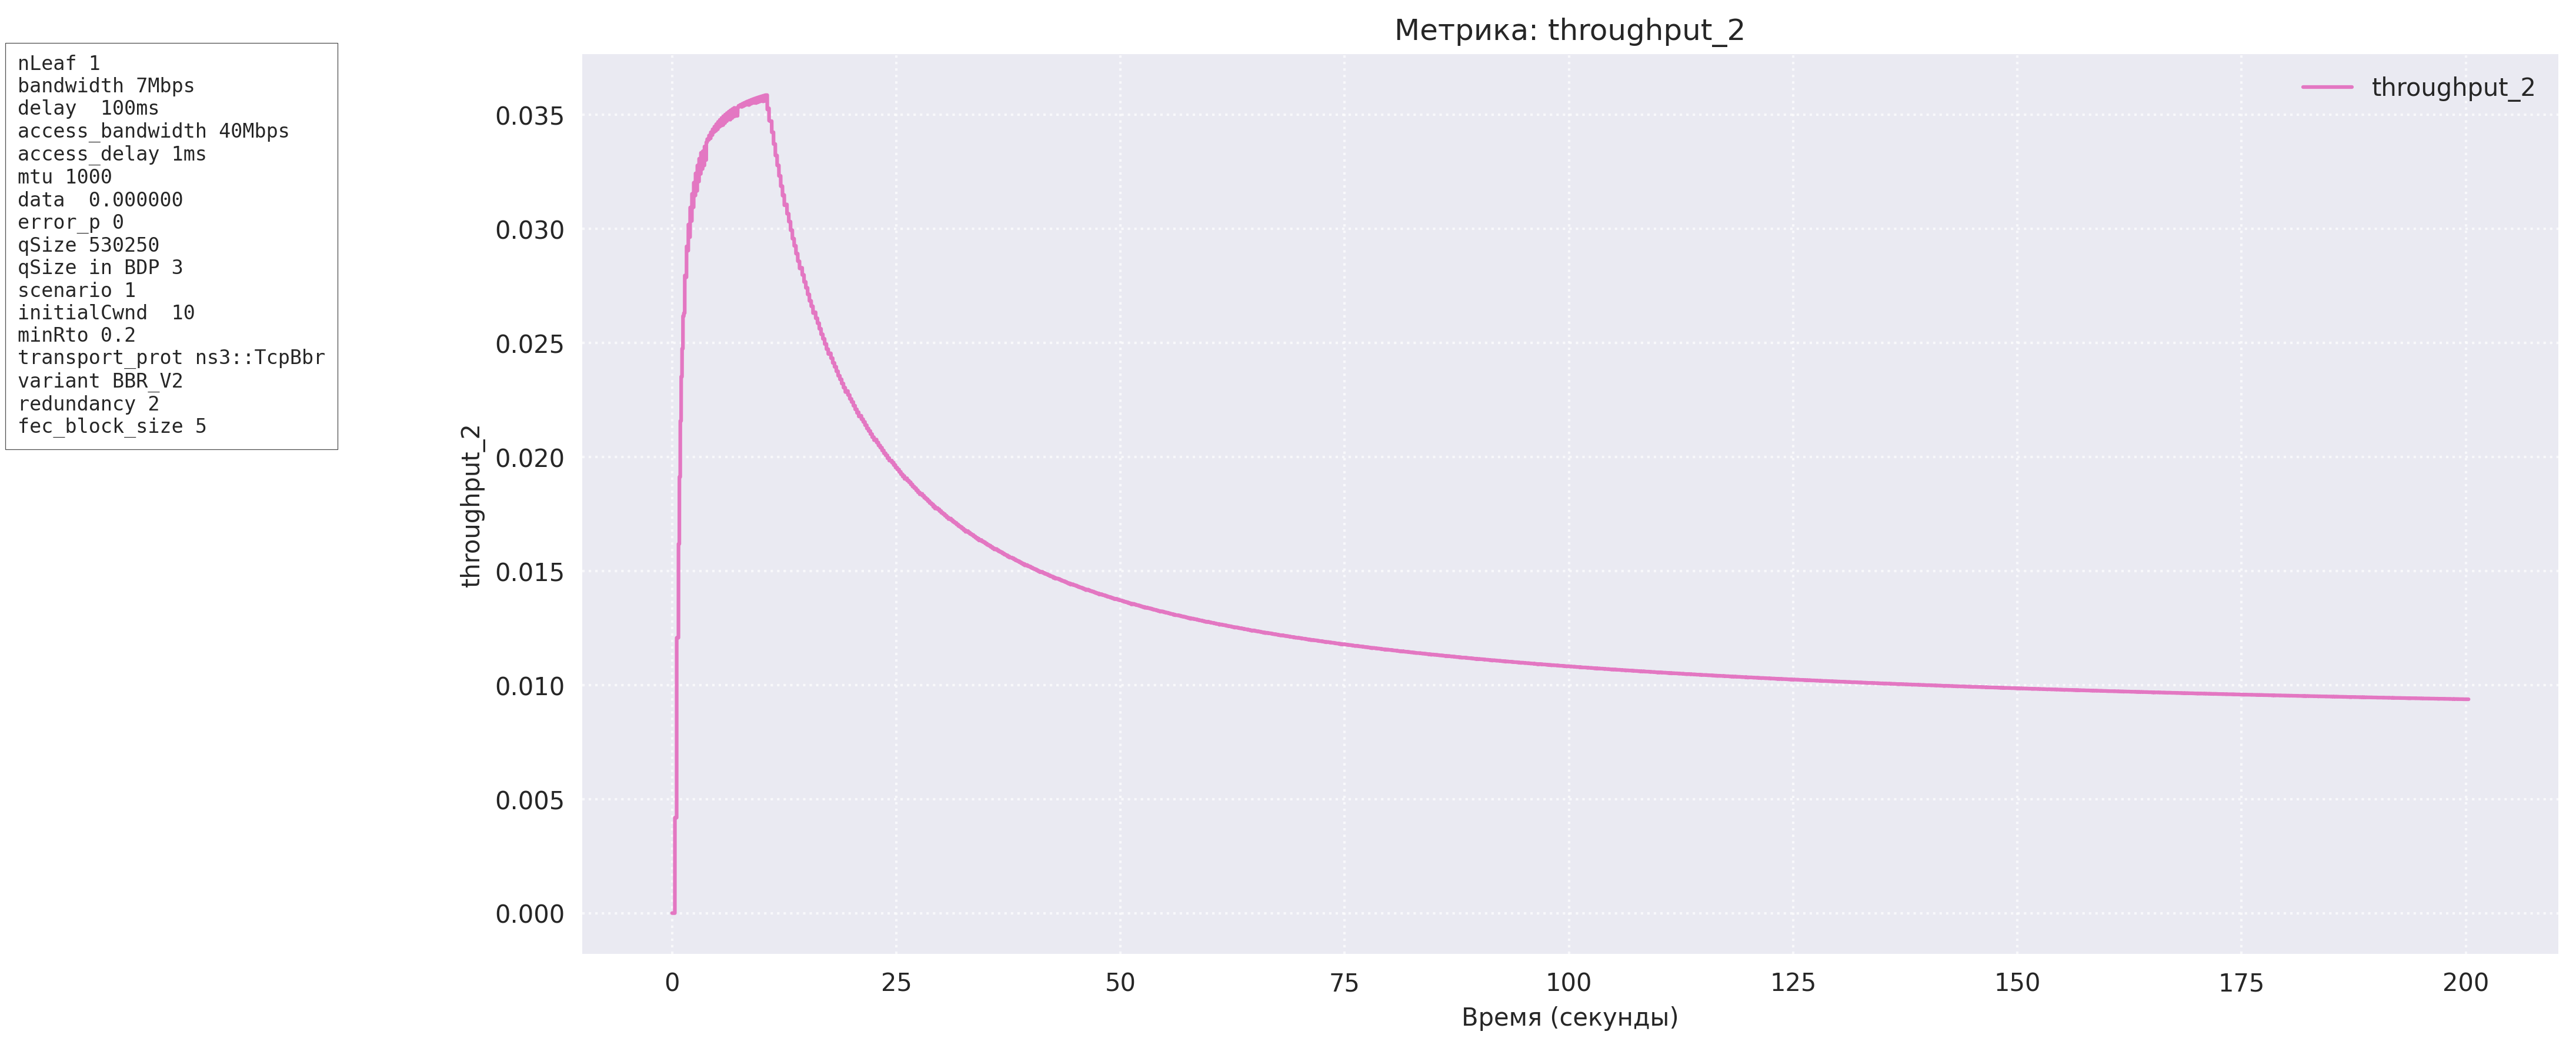 Метрика: throughput_2
nLeaf 1
bandwidth 7Mbps
delay  100ms
access_bandwidth 40Mbps
access_delay 1ms
mtu 1000
data  0.000000
error_p 0
qSize 530250
qSize in BDP 3
scenario 1
initialCwnd  10
minRto 0.2
transport_prot ns3::TcpBbr
variant BBR_V2
redundancy 2
fec_block_size 5
throughput_2
throughput_2
0.035
0.030
0.025
0.020
0.015
0.010
0.005
0.000
0 25 50 75 100 125 150 175 200
Время (секунды)